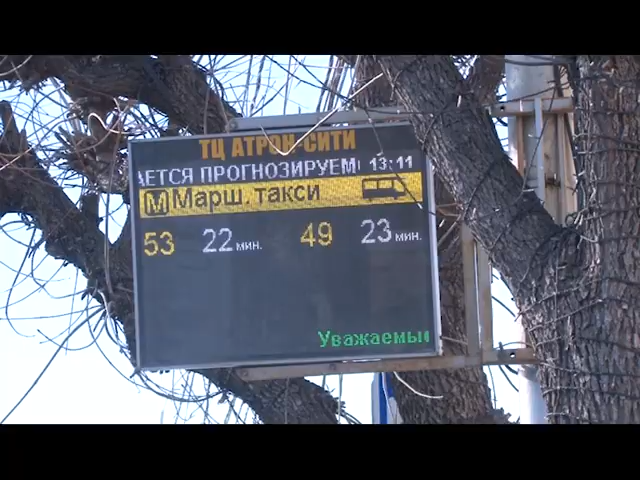 ТЦ АТРОН-СИТИ
АЕТСЯ ПРОГНОЗИРУЕМ 13:11
М Марш. такси
53 22 мин. 49 23 мин.
Уважаемы